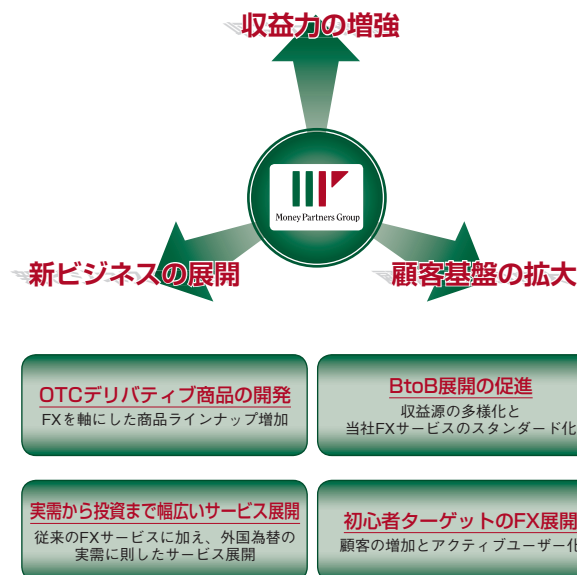 収益力の増強
Money Partners Group
新ビジネスの展開
顧客基盤の拡大
OTCデリバティブ商品の開発
FXを軸にした商品ラインナップ増加
BtoB展開の促進
収益源の多様化と
当社FXサービスのスタンダード化
実需から投資まで幅広いサービス展開
従来のFXサービスに加え、外国為替の
実需に則したサービス展開
初心者ターゲットのFX展開
顧客の増加とアクティブユーザー化